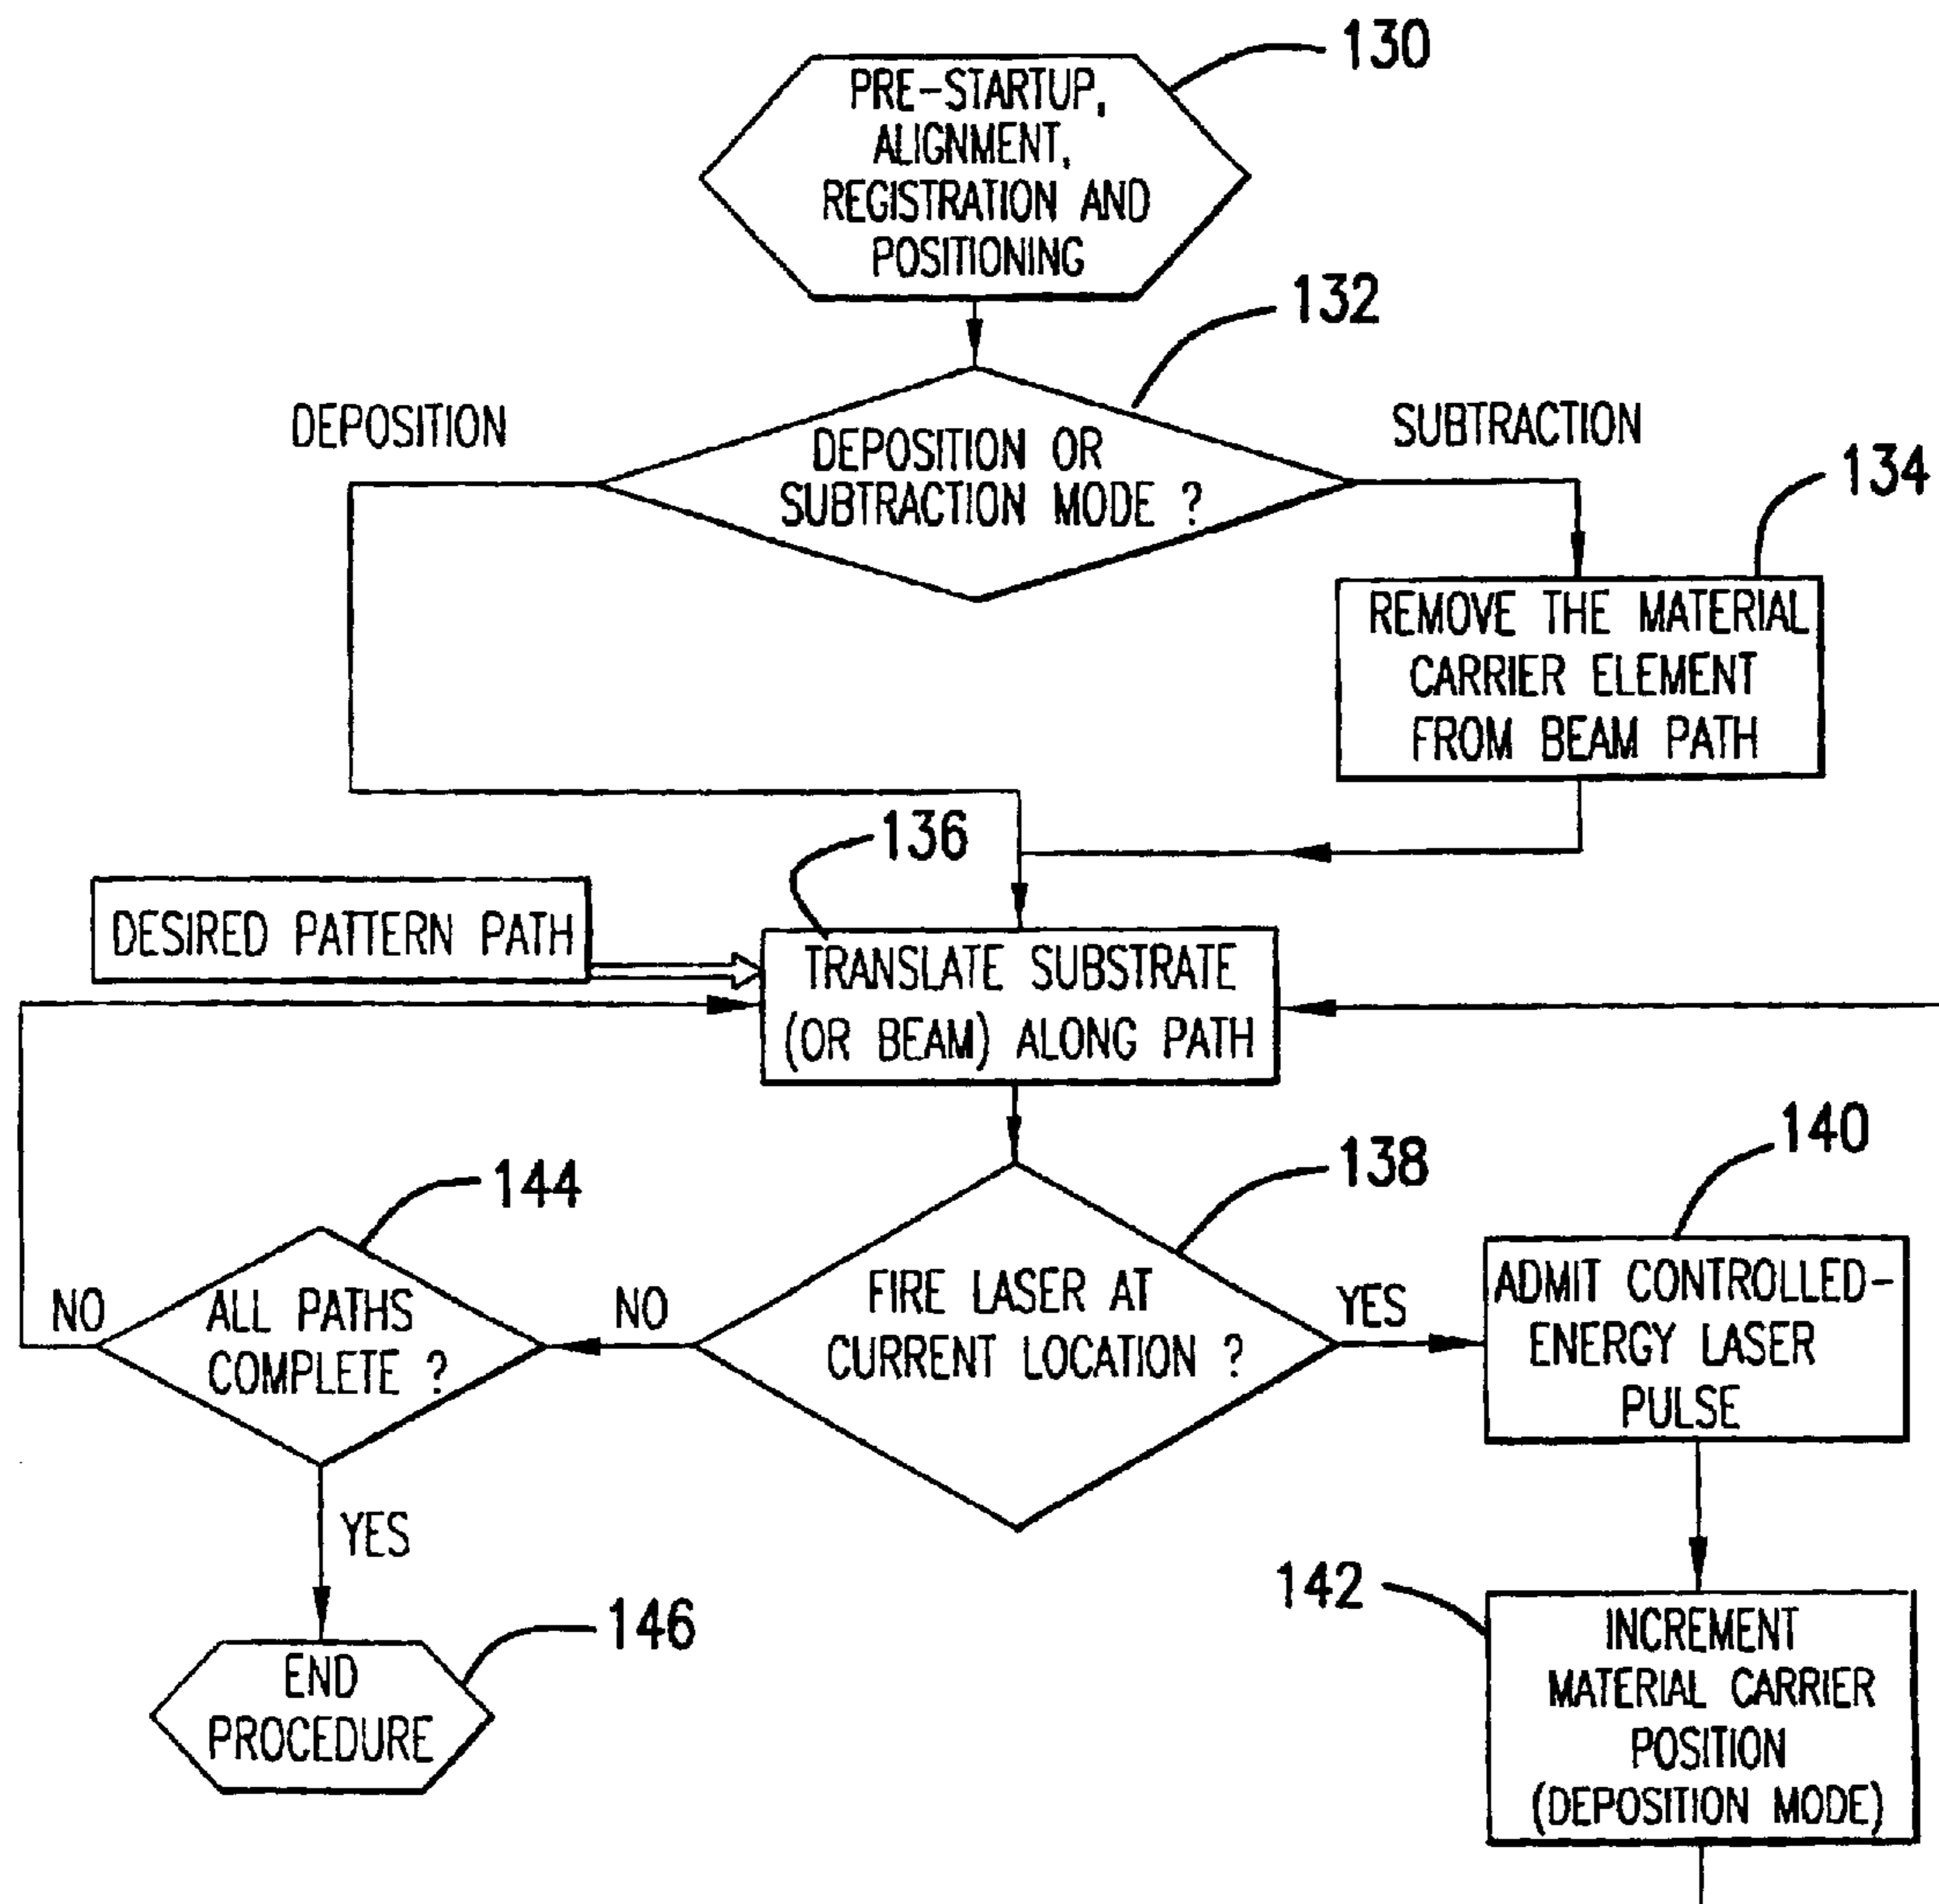 130
PRE-STARTUP,
ALIGNMENT,
REGISTRATION AND
POSITIONING
132
DEPOSITION
DEPOSITION OR
SUBTRACTION MODE ?
SUBTRACTION
134
REMOVE THE MATERIAL
CARRIER ELEMENT
FROM BEAM PATH
136
DESIRED PATTERN PATH
TRANSLATE SUBSTRATE
(OR BEAM) ALONG PATH
138
FIRE LASER AT
CURRENT LOCATION ?
YES
140
ADMIT CONTROLLED-
ENERGY LASER
PULSE
142
INCREMENT
MATERIAL CARRIER
POSITION
(DEPOSITION MODE)
NO
144
ALL PATHS
COMPLETE ?
NO
YES
146
END
PROCEDURE